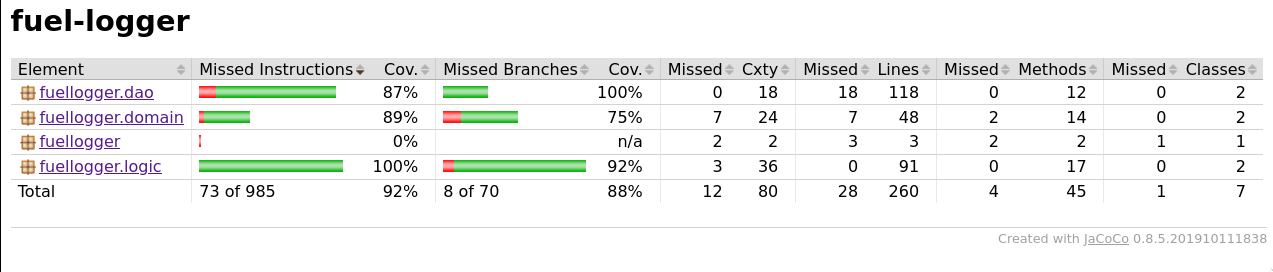 fuel-logger
Element Missed Instructions Cov. Missed Branches Cov. Missed Cxty Missed Lines Missed Methods Missed Classes
fuellogger.dao 87% 100% 0 18 18 118 0 12 0 2
fuellogger.domain 89% 75% 7 24 7 48 2 14 0 2
fuellogger 0% n/a 2 2 3 3 2 2 1 1
fuellogger.logic 100% 92% 3 36 0 91 0 17 0 2
Total 73 of 985 92% 8 of 70 88% 12 80 28 260 4 45 1 7
Created with JaCoCo 0.8.5.201910111838